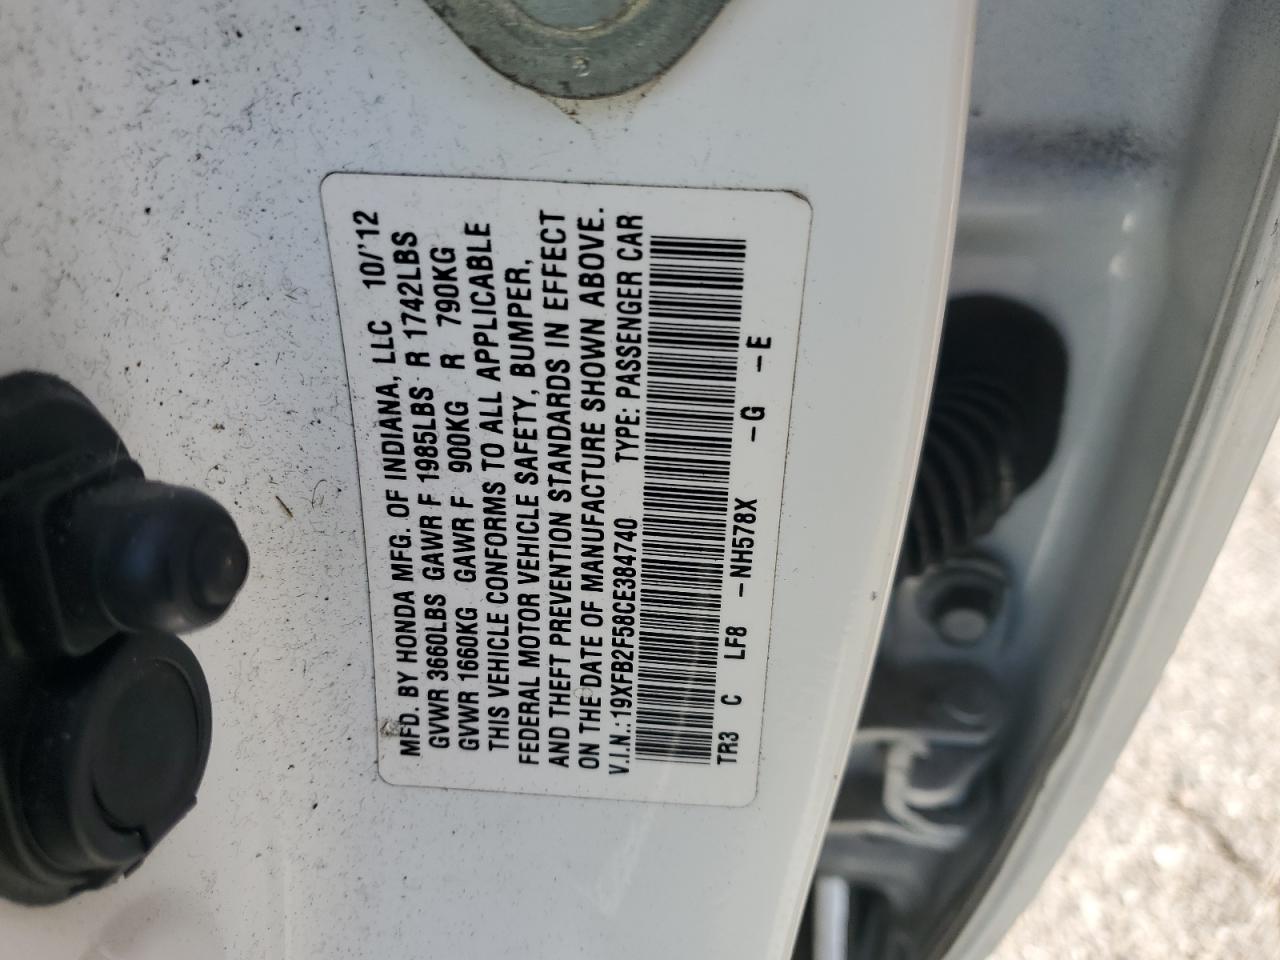 MFD. BY HONDA MFG. OF INDIANA, LLC 10/'12
GVWR 3660LBS GAWR F 1985LBS R 1742LBS
GVWR 1660KG GAWR F 900KG R 790KG
THIS VEHICLE CONFORMS TO ALL APPLICABLE
FEDERAL MOTOR VEHICLE SAFETY, BUMPER,
AND THEFT PREVENTION STANDARDS IN EFFECT
ON THE DATE OF MANUFACTURE SHOWN ABOVE.
V.I.N.: 19XFB2F58CE384740 TYPE: PASSENGER CAR
TR3 C LF8 -NH578X -G -E